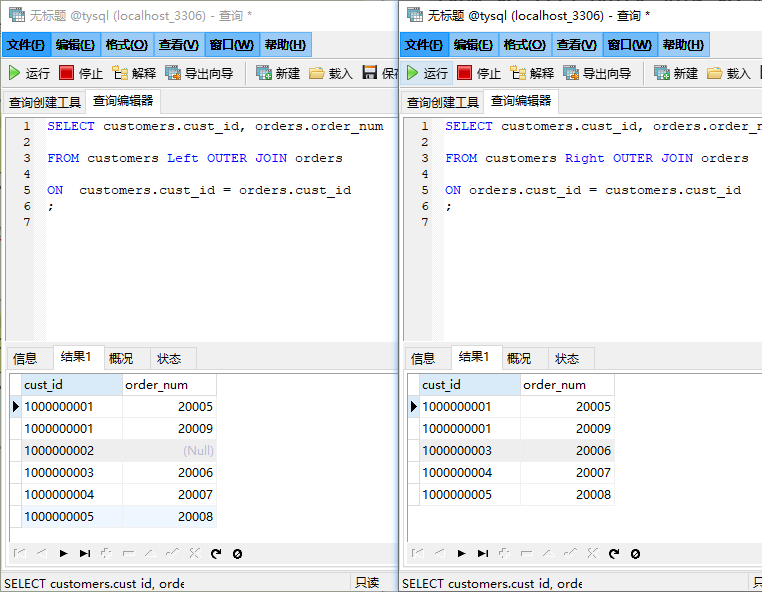 无标题 @tysql (localhost_3306) - 查询 *
文件(F) 编辑(E) 格式(O) 查看(V) 窗口(W) 帮助(H)
运行 停止 解释 导出向导 新建 载入 保存
查询创建工具 查询编辑器
1 SELECT customers.cust_id, orders.order_num
2
3 FROM customers Left OUTER JOIN orders
4
5 ON customers.cust_id = orders.cust_id
6 ;
7
信息 结果1 概况 状态
cust_id order_num
1000000001 20005
1000000001 20009
1000000002 (Null)
1000000003 20006
1000000004 20007
1000000005 20008
SELECT customers.cust_id, orde
只读
无标题 @tysql (localhost_3306) - 查询 *
文件(F) 编辑(E) 格式(O) 查看(V) 窗口(W) 帮助(H)
运行 停止 解释 导出向导 新建 载入
查询创建工具 查询编辑器
1 SELECT customers.cust_id, orders.order_n
2
3 FROM customers Right OUTER JOIN orders
4
5 ON orders.cust_id = customers.cust_id
6 ;
7
信息 结果1 概况 状态
cust_id order_num
1000000001 20005
1000000001 20009
1000000003 20006
1000000004 20007
1000000005 20008
SELECT customers.cust_id, orde
只